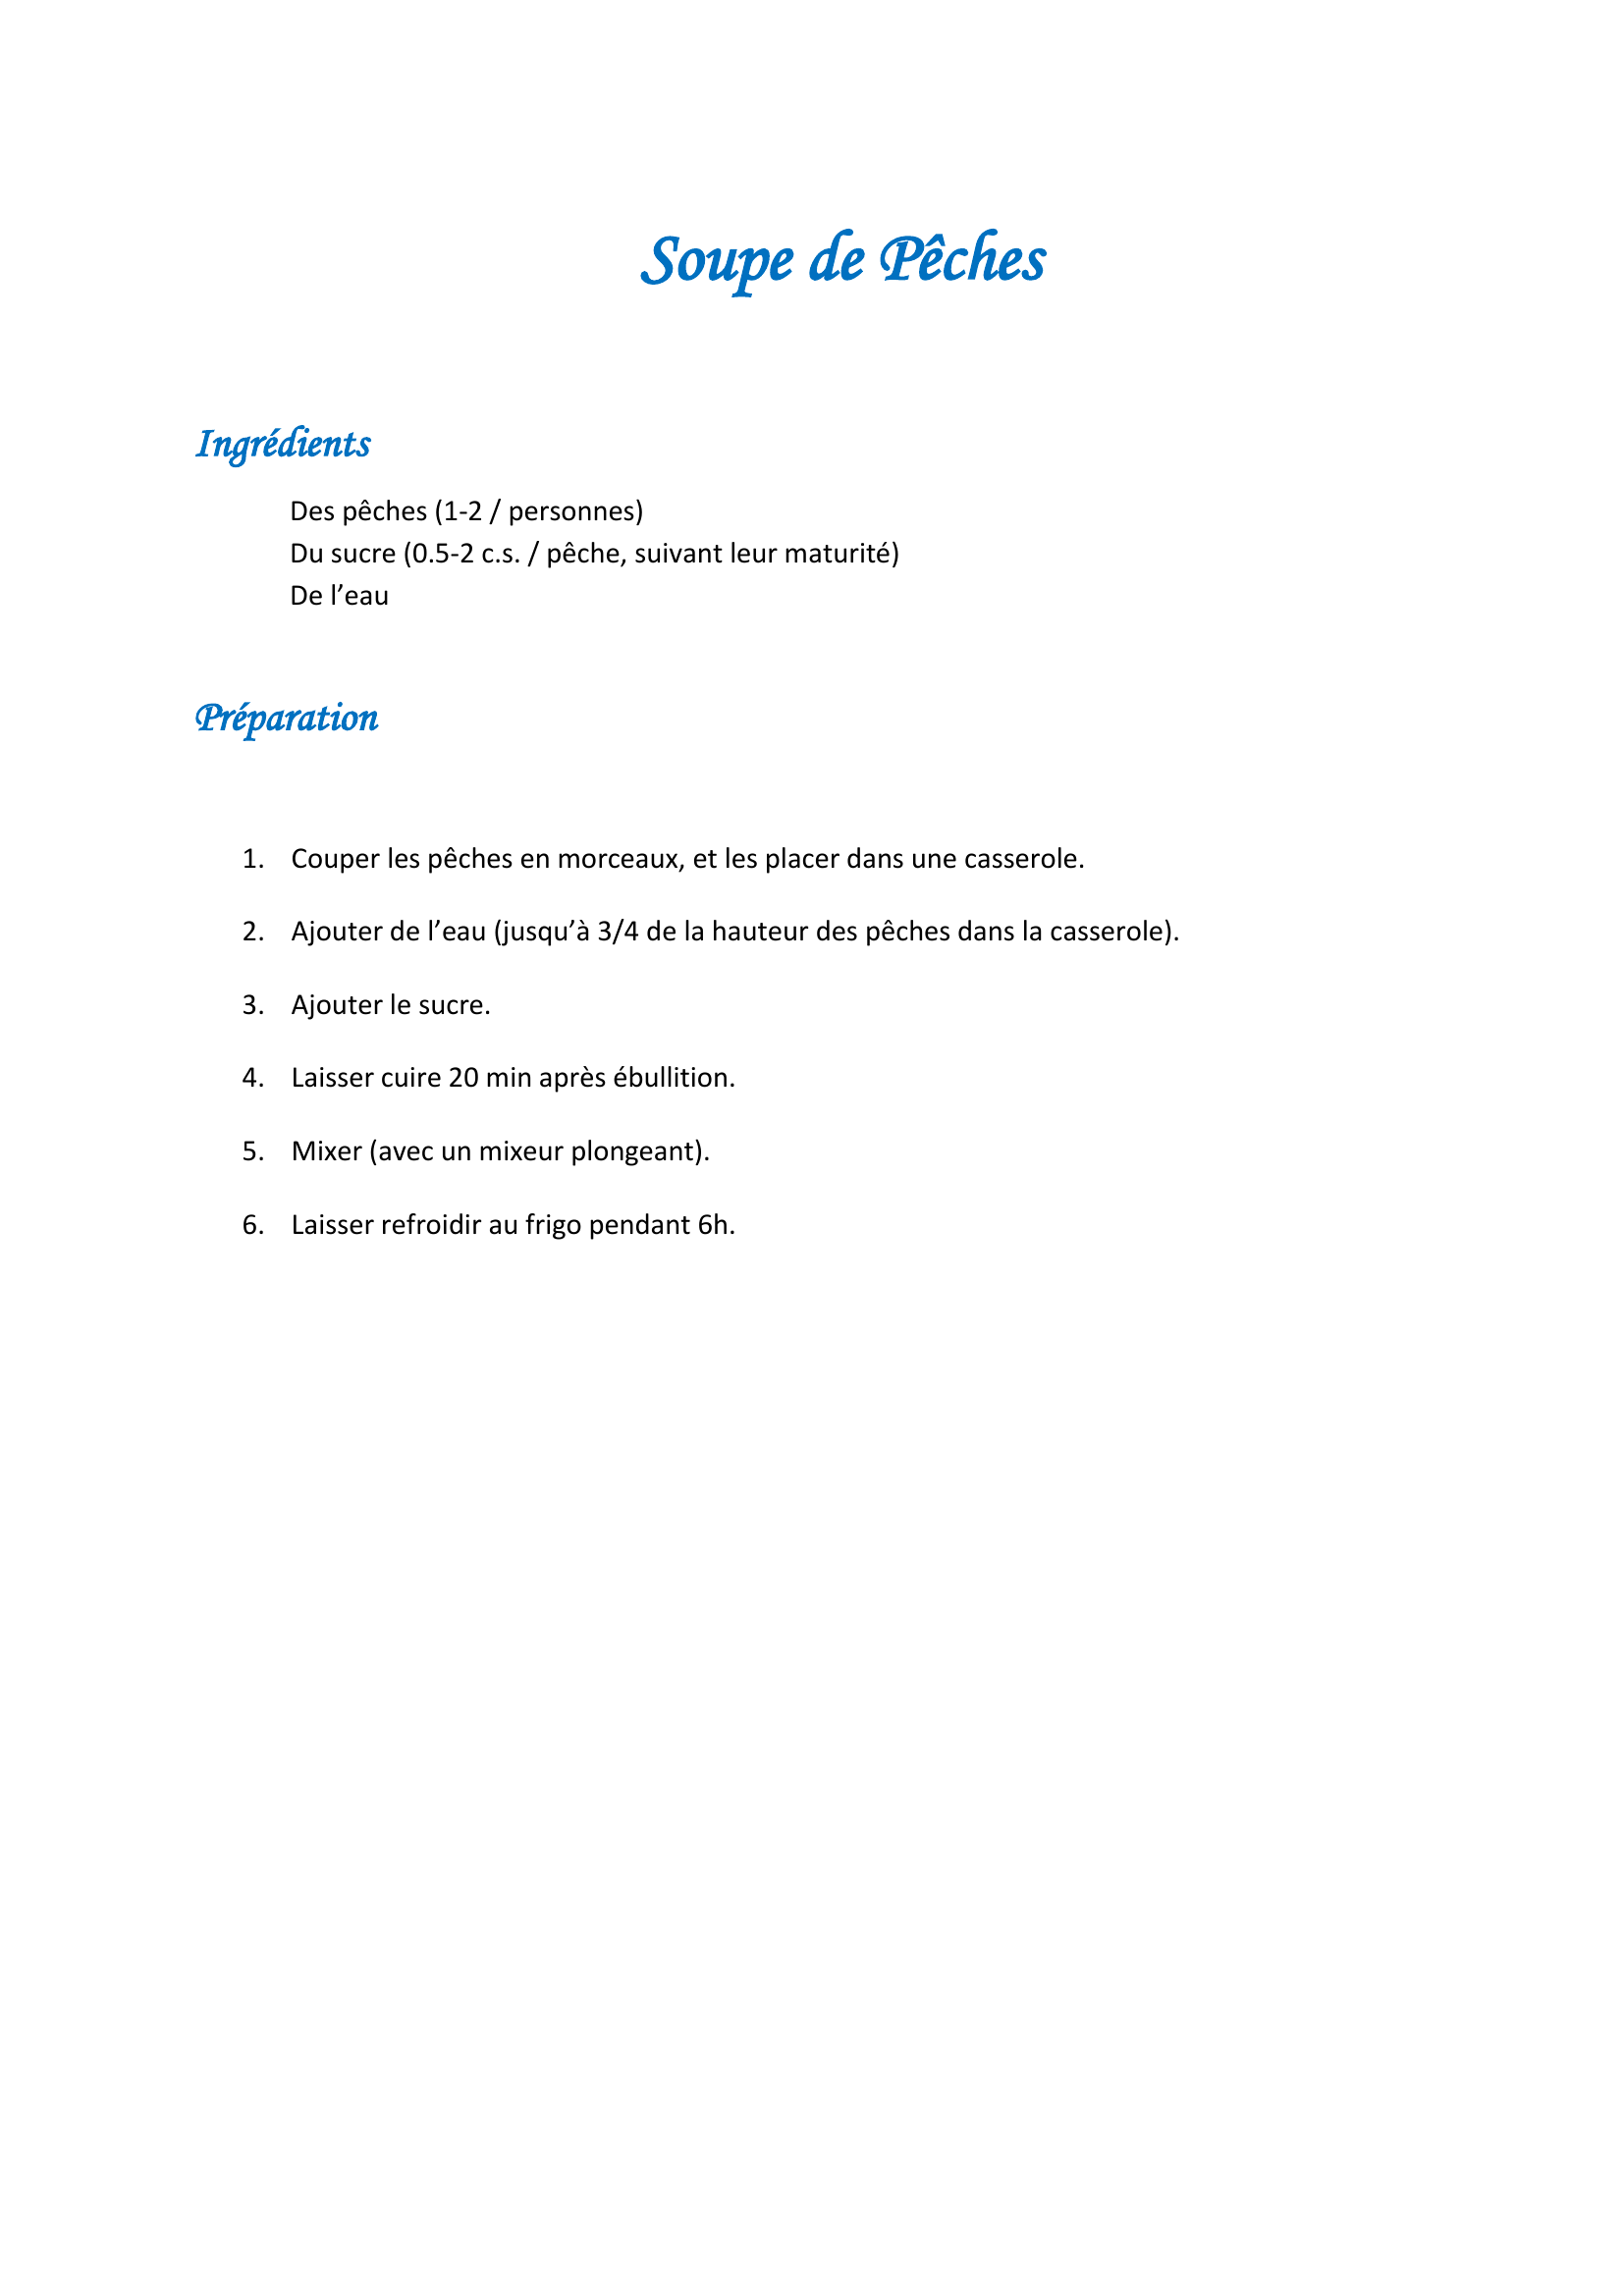 Soupe de Pêches
Ingrédients
Des pêches (1-2 / personnes)
Du sucre (0.5-2 c.s. / pêche, suivant leur maturité)
De l’eau
Préparation
1. Couper les pêches en morceaux, et les placer dans une casserole.
2. Ajouter de l’eau (jusqu’à 3/4 de la hauteur des pêches dans la casserole).
3. Ajouter le sucre.
4. Laisser cuire 20 min après ébullition.
5. Mixer (avec un mixeur plongeant).
6. Laisser refroidir au frigo pendant 6h.